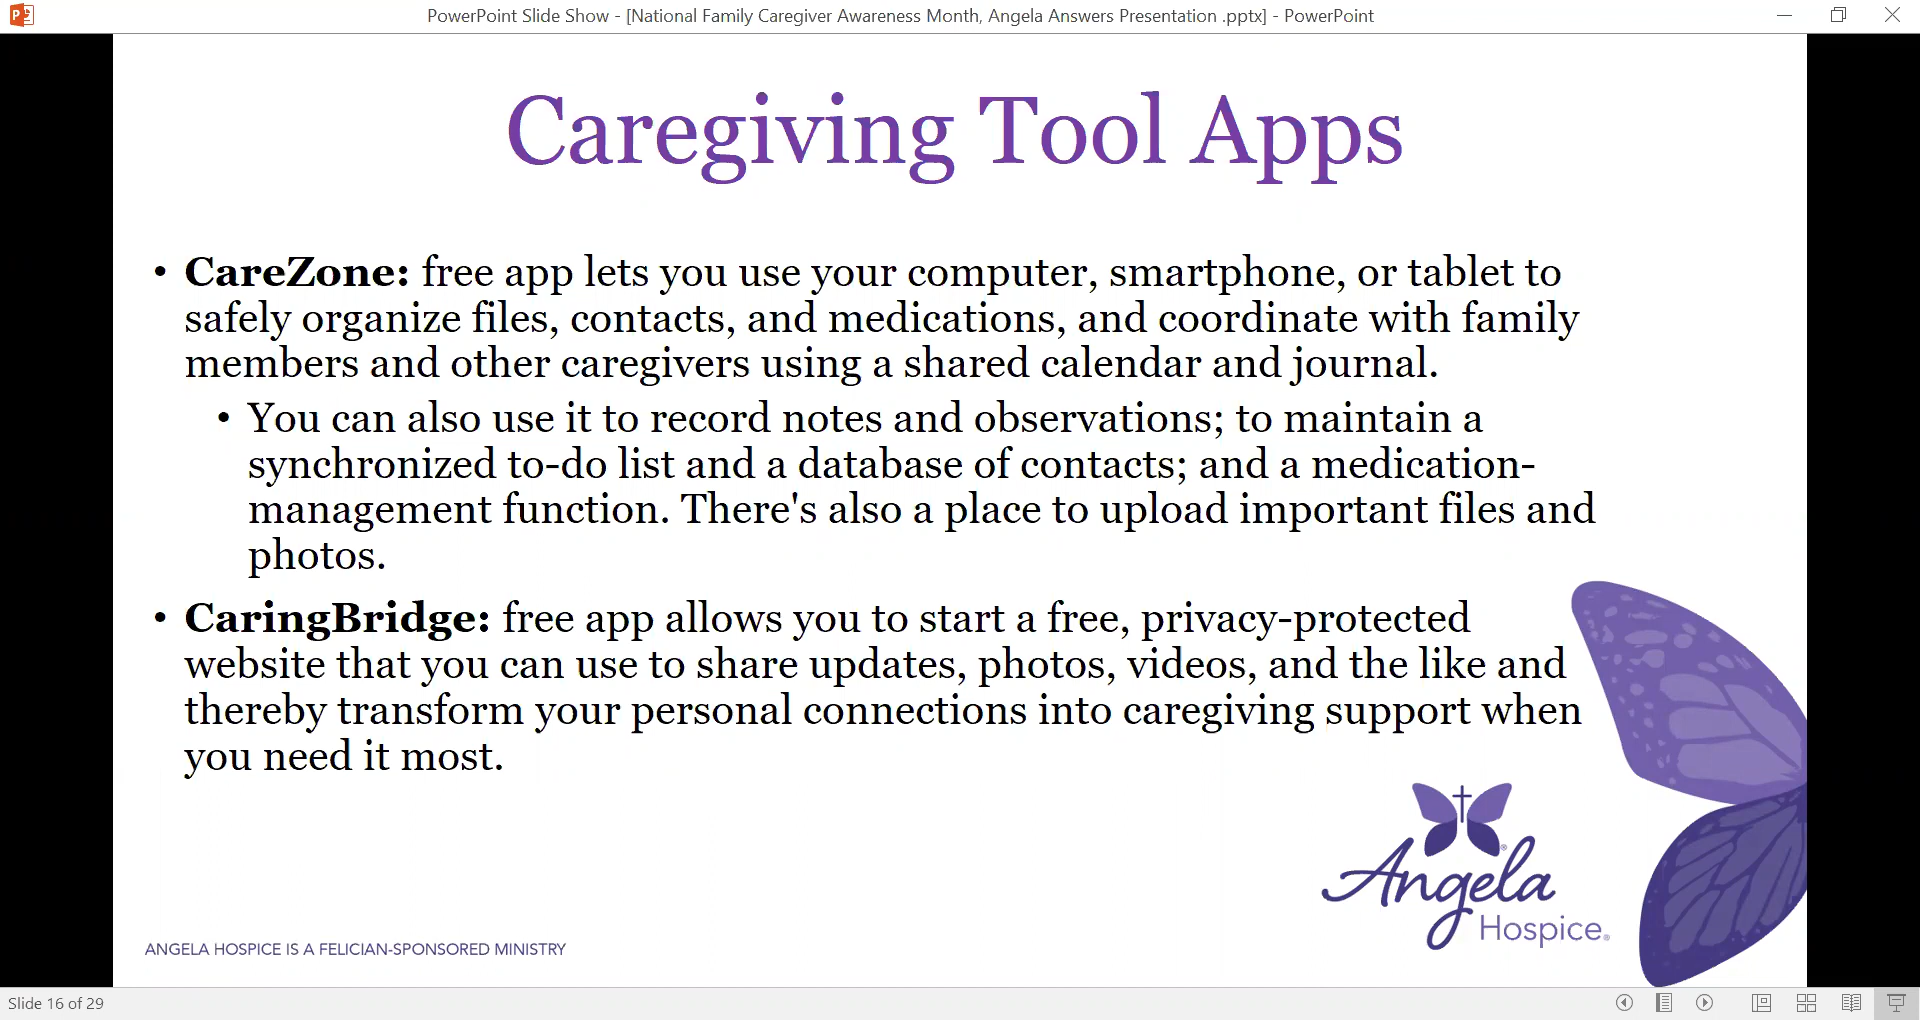 PowerPoint Slide Show - [National Family Caregiver Awareness Month, Angela Answers Presentation .pptx] - PowerPoint
Caregiving Tool Apps
• CareZone: free app lets you use your computer, smartphone, or tablet to
safely organize files, contacts, and medications, and coordinate with family
members and other caregivers using a shared calendar and journal.
• You can also use it to record notes and observations; to maintain a
synchronized to-do list and a database of contacts; and a medication-
management function. There's also a place to upload important files and
photos.
• CaringBridge: free app allows you to start a free, privacy-protected
website that you can use to share updates, photos, videos, and the like and
thereby transform your personal connections into caregiving support when
you need it most.
Angela
Hospice®
ANGELA HOSPICE IS A FELICIAN-SPONSORED MINISTRY
Slide 16 of 29